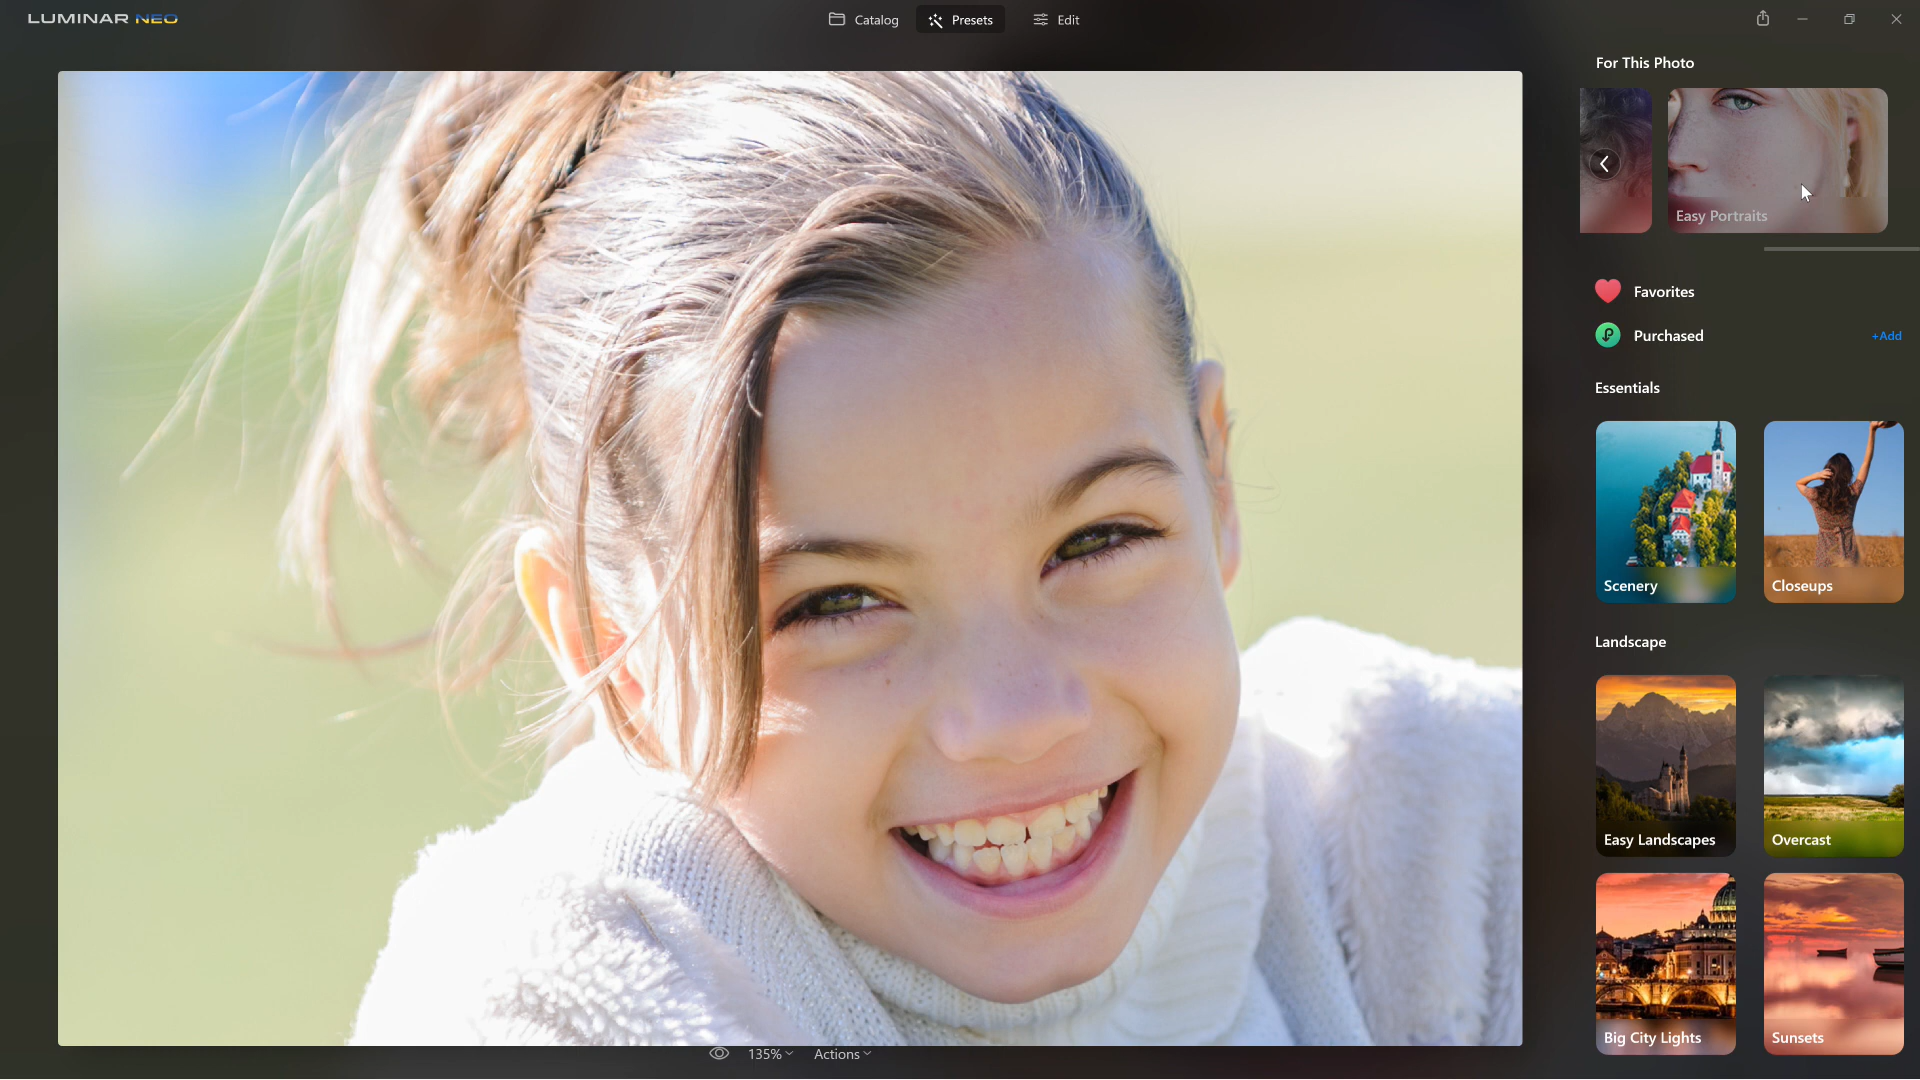 LUMINAR NEO
Catalog
Presets
Edit
For This Photo
Easy Portraits
Favorites
Purchased
+Add
Essentials
Scenery
Closeups
Landscape
Easy Landscapes
Overcast
Big City Lights
Sunsets
135%
Actions